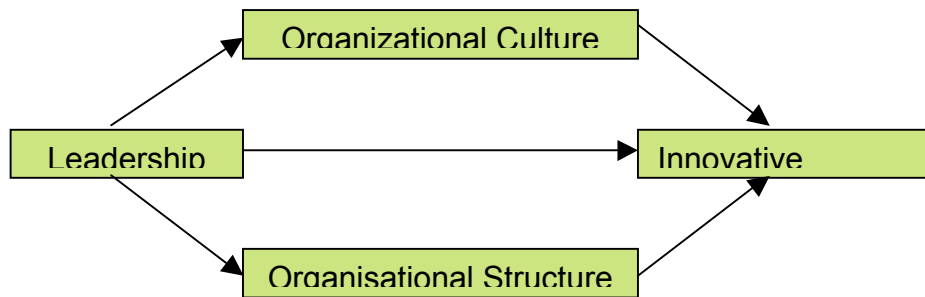 Organizational Culture
Leadership
Innovative
Organisational Structure